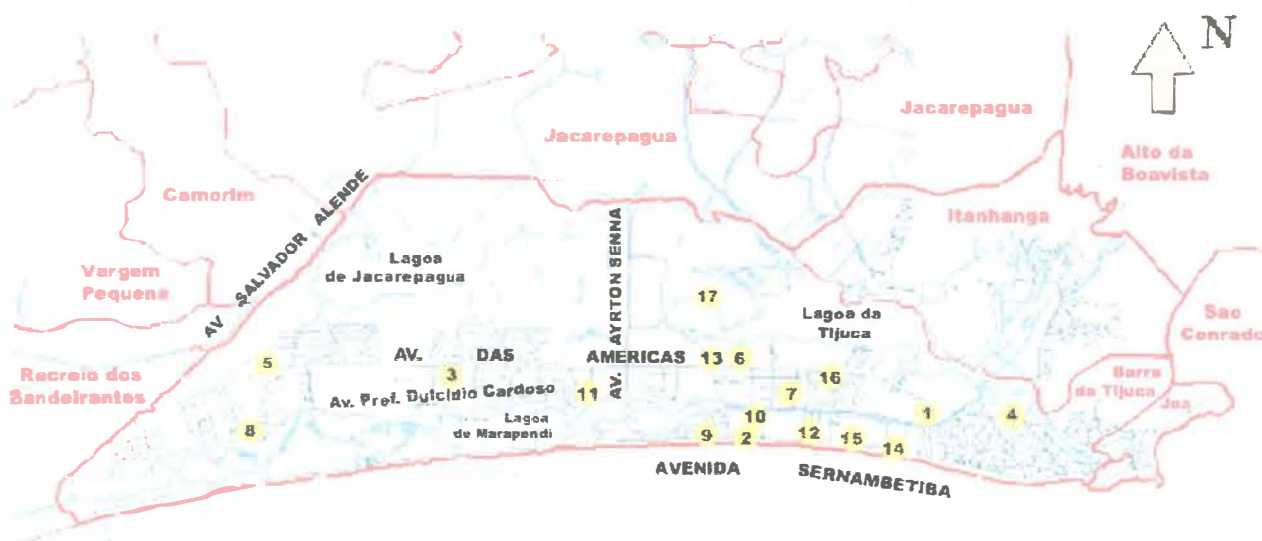 N
Jacarepagua
Jacarepagua
Alto da
Boavista
Camorim
Itanhanga
AV SALVADOR ALENDE
Lagoa
de Jacarepagua
AV. AYRTON SENNA
Vargem
Pequena
17
Lagoa da
Tijuca
Sao
Conrado
5
AV. DAS AMERICAS
13
6
3
Recreio dos
Bandeirantes
Av. Pref. Dulcidio Cardoso
11
7
16
Barra
da Tijuca
Joa
8
Lagoa
de Marapendi
10
1
4
9
2
12
15
14
AVENIDA SERNAMBETIBA